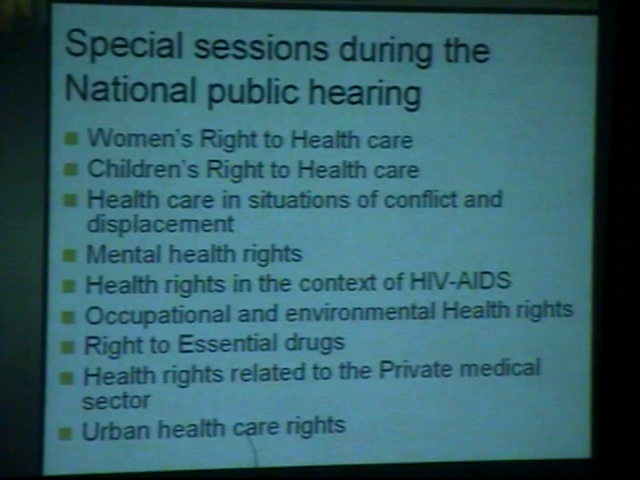 Special sessions during the
National public hearing
Women's Right to Health care
Children's Right to Health care
Health care in situations of conflict and
displacement
Mental health rights
Health rights in the context of HIV-AIDS
Occupational and environmental Health rights
Right to Essential drugs
Health rights related to the Private medical
sector
Urban health care rights